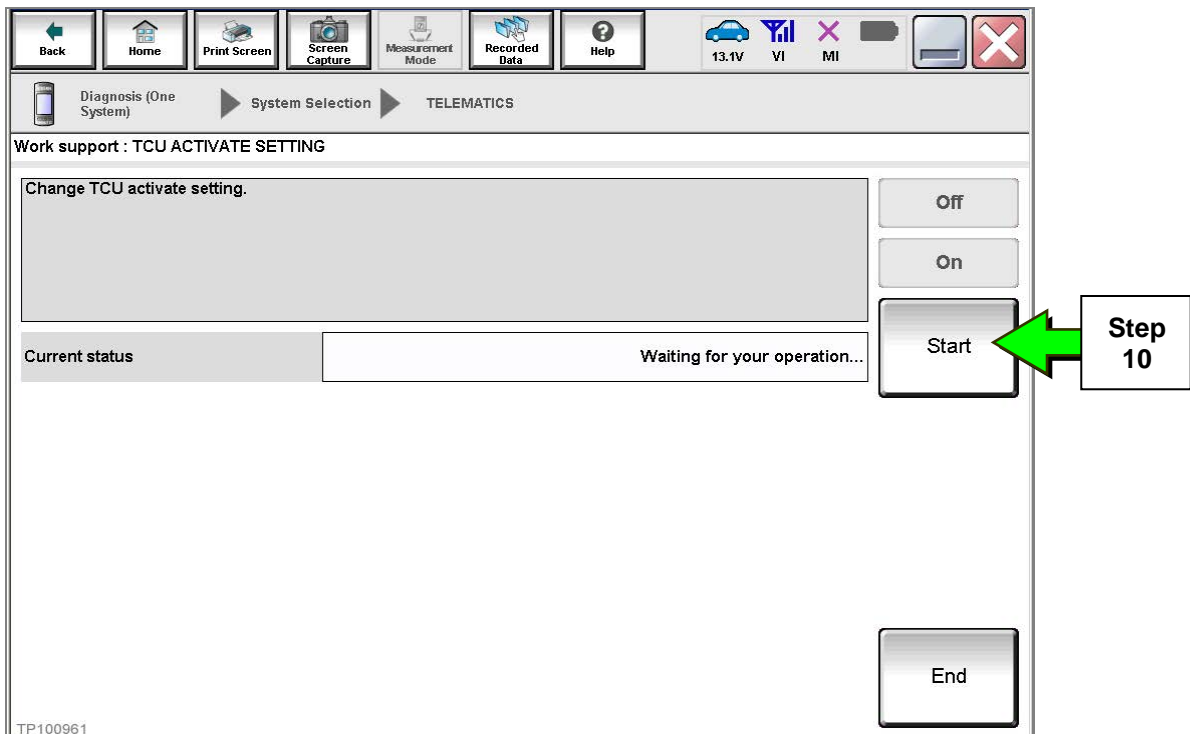 Back
Home
Print Screen
Screen
Capture
Measurement
Mode
Recorded
Data
Help
13.1V
VI
MI
Diagnosis (One
System)
System Selection
TELEMATICS
Work support : TCU ACTIVATE SETTING
Change TCU activate setting.
Off
On
Current status
Waiting for your operation...
Start
Step
10
End
TP100961